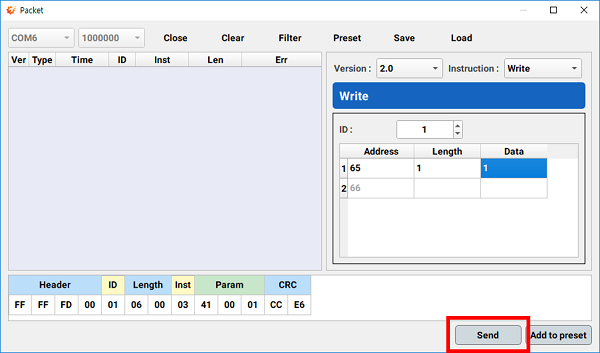 Packet
COM6 1000000 Close Clear Filter Preset Save Load
Ver Type Time ID Inst Len Err
Version : 2.0 Instruction : Write
Write
ID : 1
Address Length Data
1 65 1 1
2 66
Header ID Length Inst Param CRC
FF FF FD 00 01 06 00 03 41 00 01 CC E6
Send Add to preset